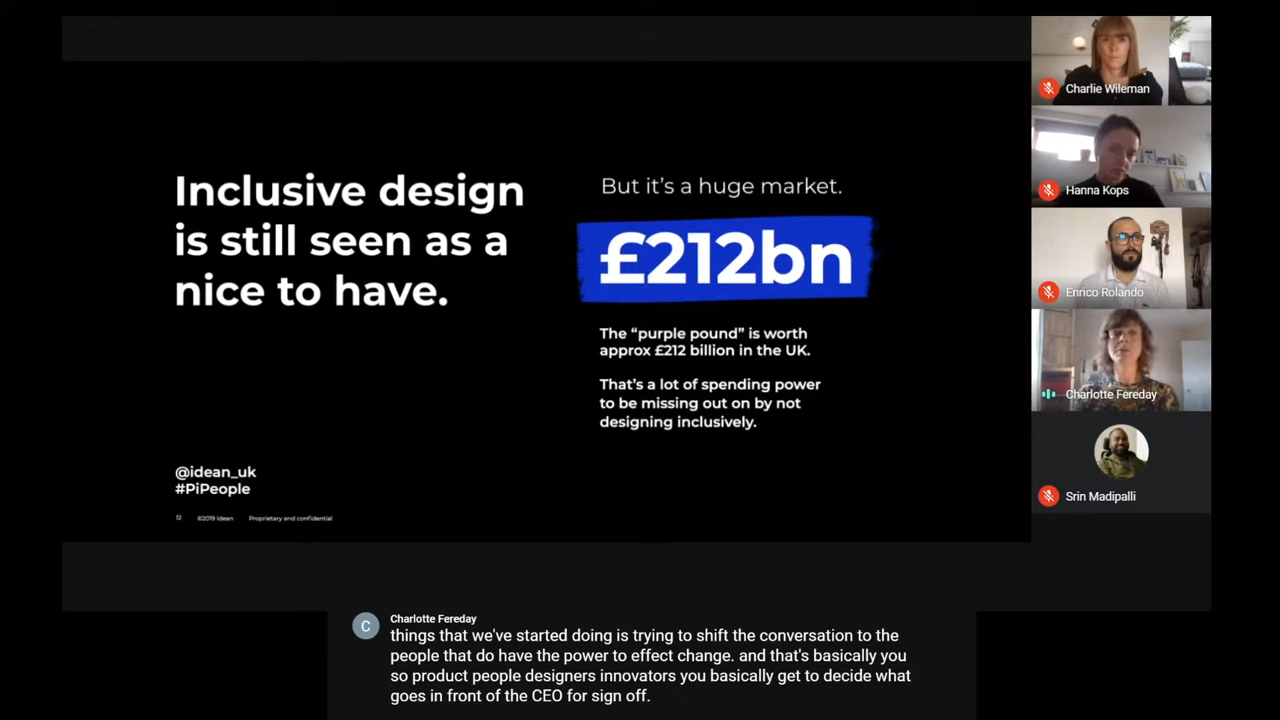 Inclusive design
is still seen as a
nice to have.
But it's a huge market.
£212bn
The “purple pound” is worth
approx £212 billion in the UK.
That's a lot of spending power
to be missing out on by not
designing inclusively.
@idean_uk
#PiPeople
12 ©2019 Idean Proprietary and confidential
Charlie Wileman
Hanna Kops
Enrico Rolando
Charlotte Fereday
Srin Madipalli
C
Charlotte Fereday
things that we've started doing is trying to shift the conversation to the
people that do have the power to effect change. and that's basically you
so product people designers innovators you basically get to decide what
goes in front of the CEO for sign off.